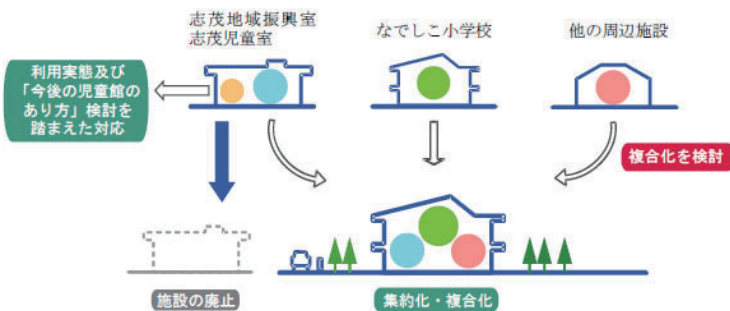 志茂地域振興室
志茂児童室
なでしこ小学校
他の周辺施設
利用実態及び
「今後の児童館の
あり方」検討を
踏まえた対応
複合化を検討
施設の廃止
集約化・複合化